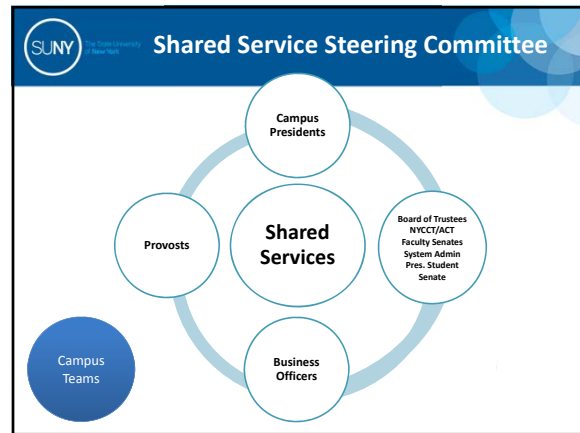 SUNY
The State University
of New York
Shared Service Steering Committee
Campus
Presidents
Provosts
Shared
Services
Board of Trustees
NYCCT/ACT
Faculty Senates
System Admin
Pres. Student
Senate
Business
Officers
Campus
Teams